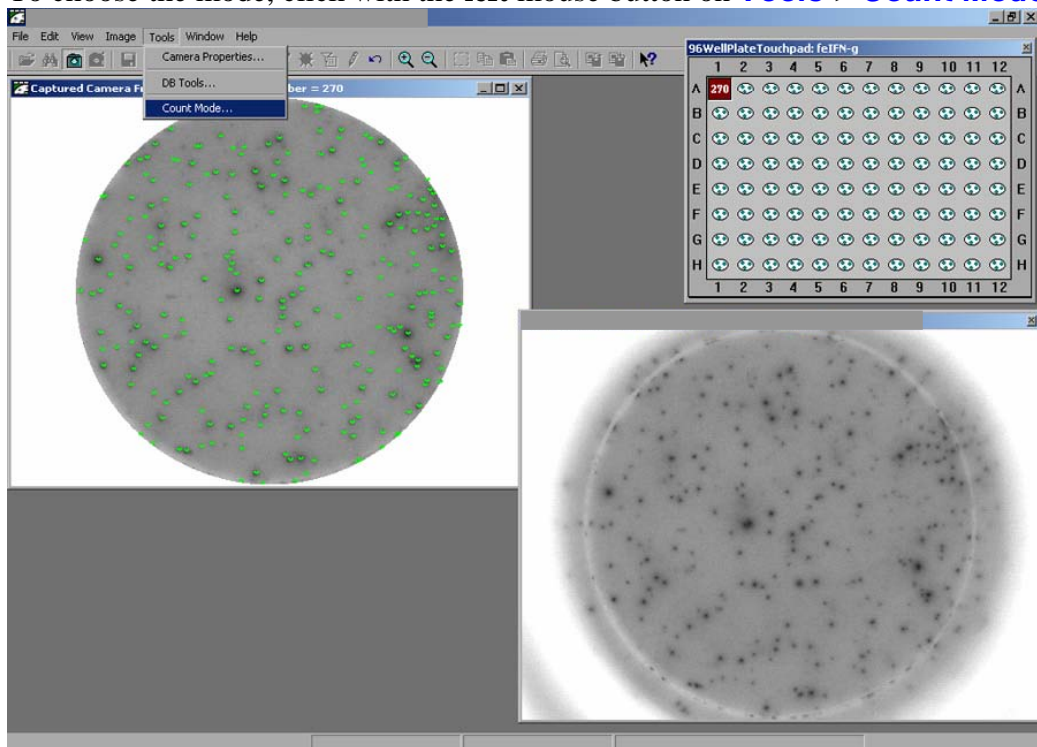 To choose the mode, click with the left mouse button on Tools / Count Mode
File Edit View Image Tools Window Help
Camera Properties...
DB Tools...
Count Mode...
Captured Camera Fr ber = 270
96WellPlateTouchpad: feIFN-g
1 2 3 4 5 6 7 8 9 10 11 12
A 270 A
B B
C C
D D
E E
F F
G G
H H
1 2 3 4 5 6 7 8 9 10 11 12